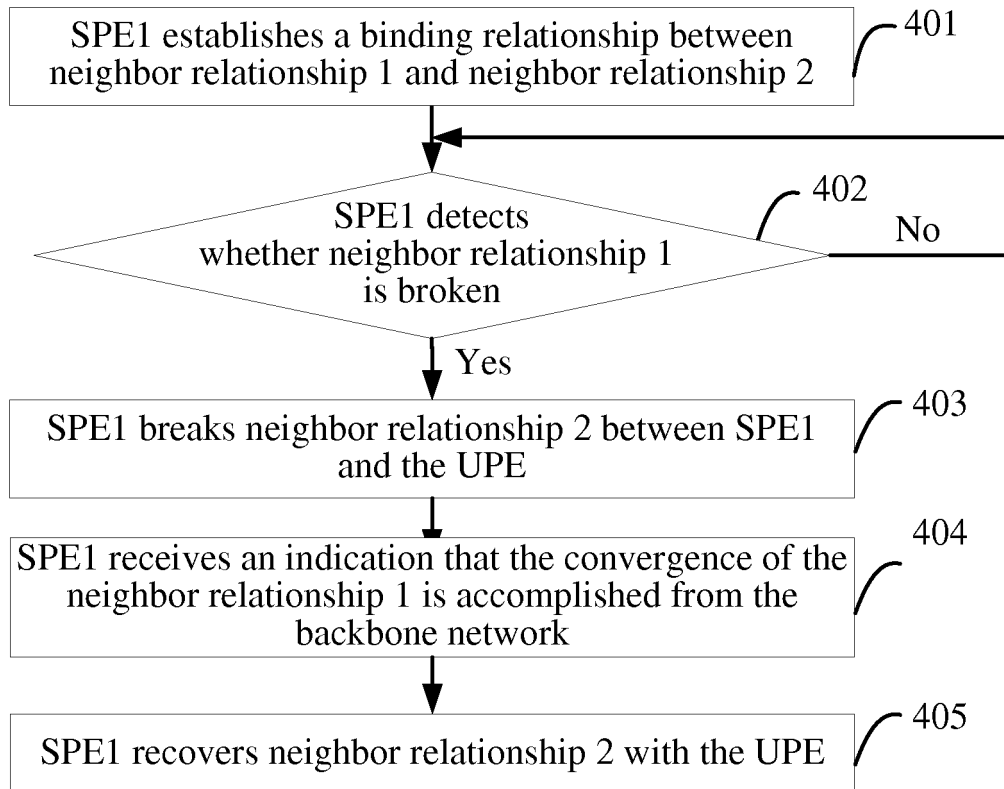 SPE1 establishes a binding relationship between
neighbor relationship 1 and neighbor relationship 2
401
402
SPE1 detects
whether neighbor relationship 1
is broken
No
Yes
403
SPE1 breaks neighbor relationship 2 between SPE1
and the UPE
404
SPE1 receives an indication that the convergence of the
neighbor relationship 1 is accomplished from the
backbone network
405
SPE1 recovers neighbor relationship 2 with the UPE